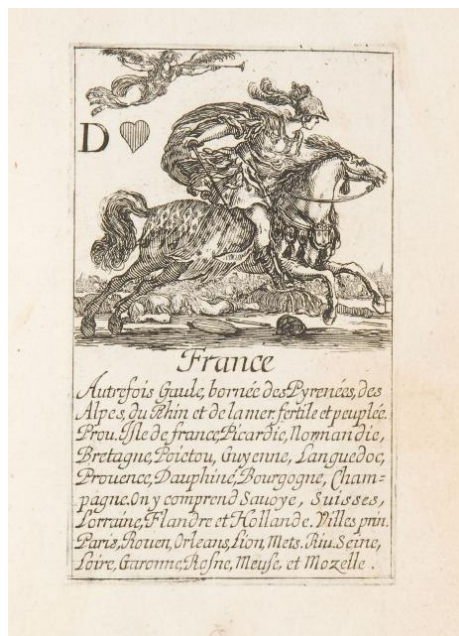 D
France
Autrefois Gaule, bornée des Pyrenées, des
Alpes, du Rhin et de la mer, fertile et peuplée.
Prou. Isle de france, Picardie, Normandie,
Bretagne, Poictou, Guyenne, Languedoc,
Prouence, Dauphiné, Bourgogne, Cham=
pagne. On y comprend Sauoye, Suisses,
Lorraine, Flandre et Hollande. Villes prin.
Paris, Rouen, Orleans, Lion, Mets. Riu. Seine,
Loire, Garonne, Rosne, Meuse, et Mozelle.